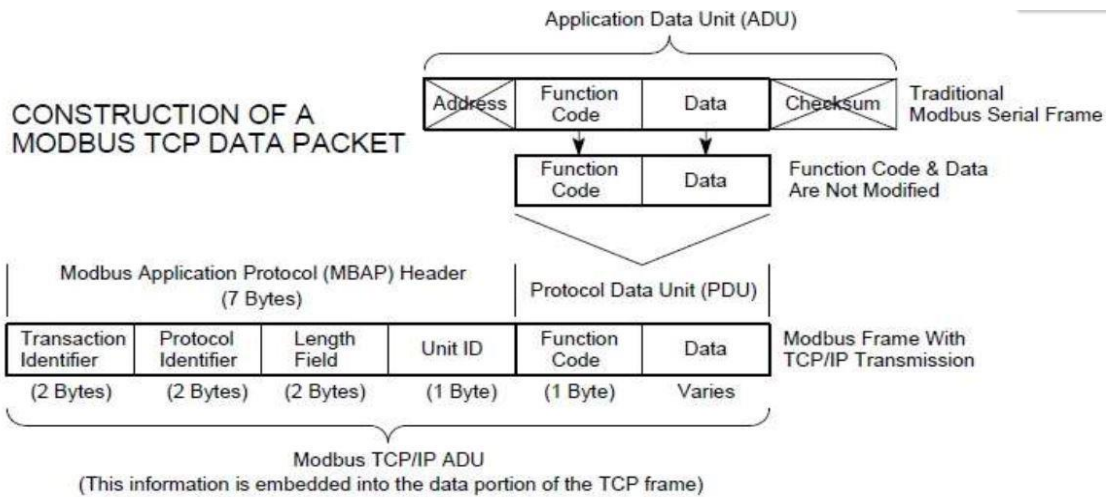 Application Data Unit (ADU)
CONSTRUCTION OF A
MODBUS TCP DATA PACKET
Address
Function
Code
Data
Checksum
Traditional
Modbus Serial Frame
Function
Code
Data
Function Code & Data
Are Not Modified
Modbus Application Protocol (MBAP) Header
(7 Bytes)
Protocol Data Unit (PDU)
Transaction
Identifier
Protocol
Identifier
Length
Field
Unit ID
Function
Code
Data
Modbus Frame With
TCP/IP Transmission
(2 Bytes)
(2 Bytes)
(2 Bytes)
(1 Byte)
(1 Byte)
Varies
Modbus TCP/IP ADU
(This information is embedded into the data portion of the TCP frame)